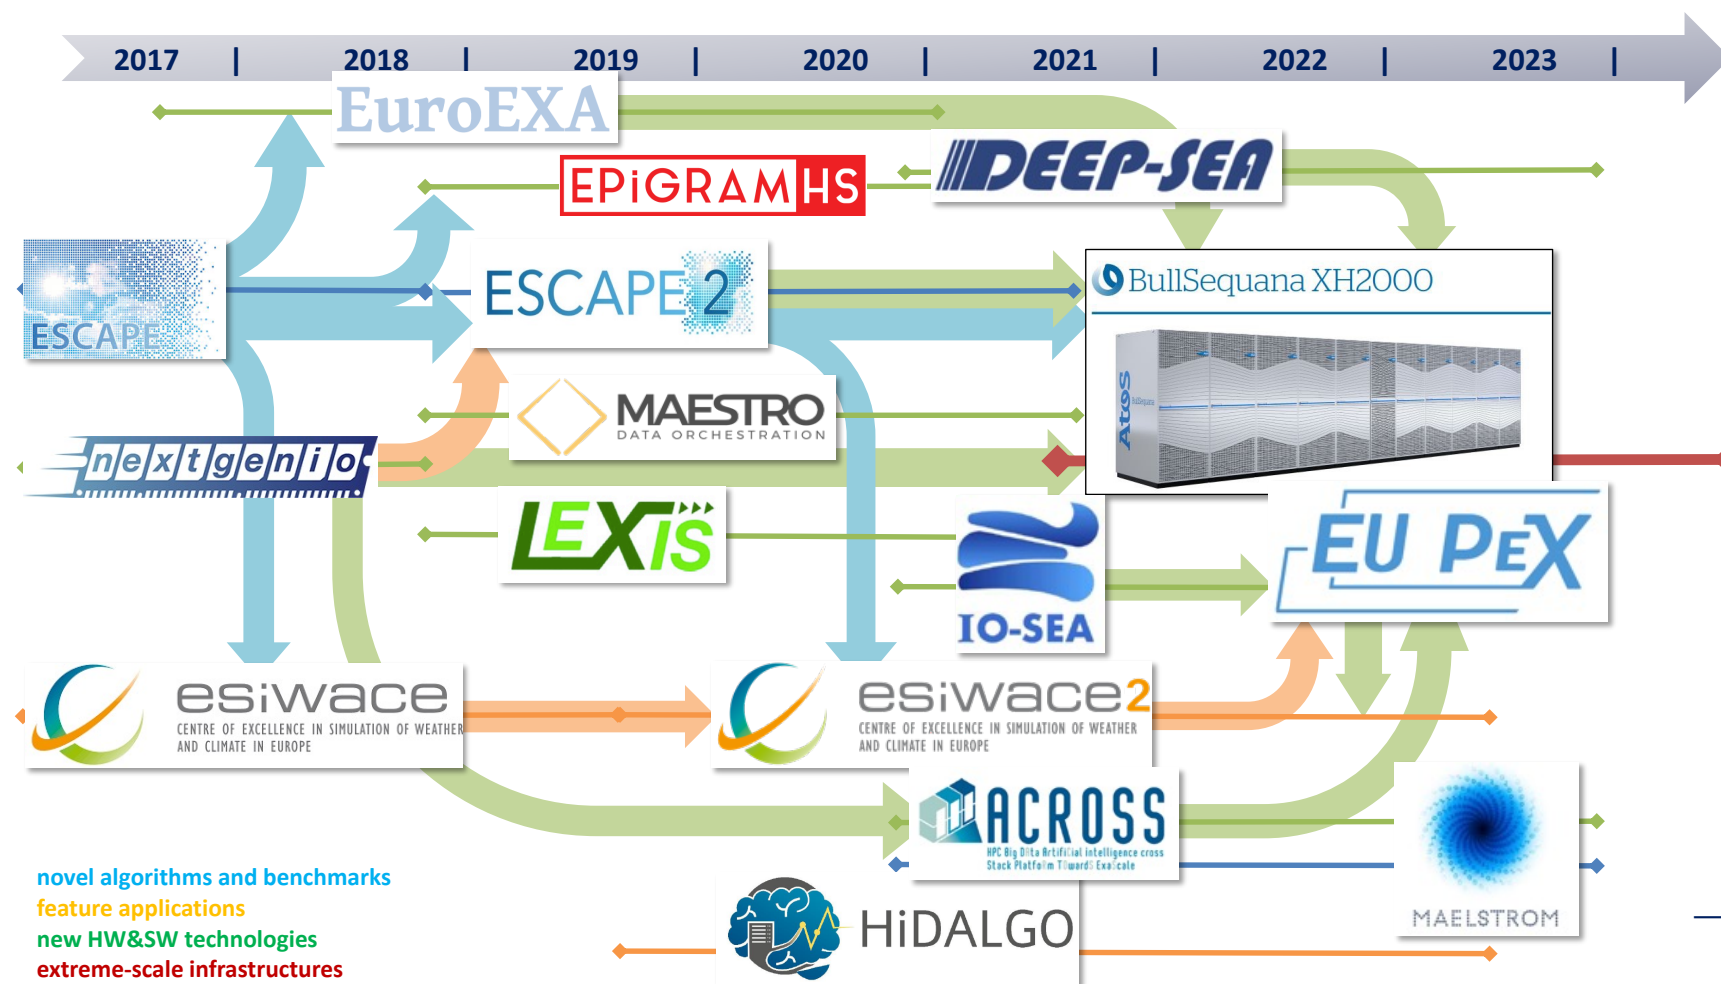 2017 | 2018 | 2019 | 2020 | 2021 | 2022 | 2023 |
EuroEXA
DEEP-SEA
EPiGRAM HS
ESCAPE
ESCAPE 2
BullSequana XH2000
Atos
MAESTRO
DATA ORCHESTRATION
nextgenio
LEXIS
IO-SEA
EU PEX
esiwace
CENTRE OF EXCELLENCE IN SIMULATION OF WEATHER
AND CLIMATE IN EUROPE
esiwace2
CENTRE OF EXCELLENCE IN SIMULATION OF WEATHER
AND CLIMATE IN EUROPE
ACROSS
HPC Big Data Artificial intelligence cross
Stack Platform Towards ExaScale
MAELSTROM
HiDALGO
novel algorithms and benchmarks
feature applications
new HW&SW technologies
extreme-scale infrastructures